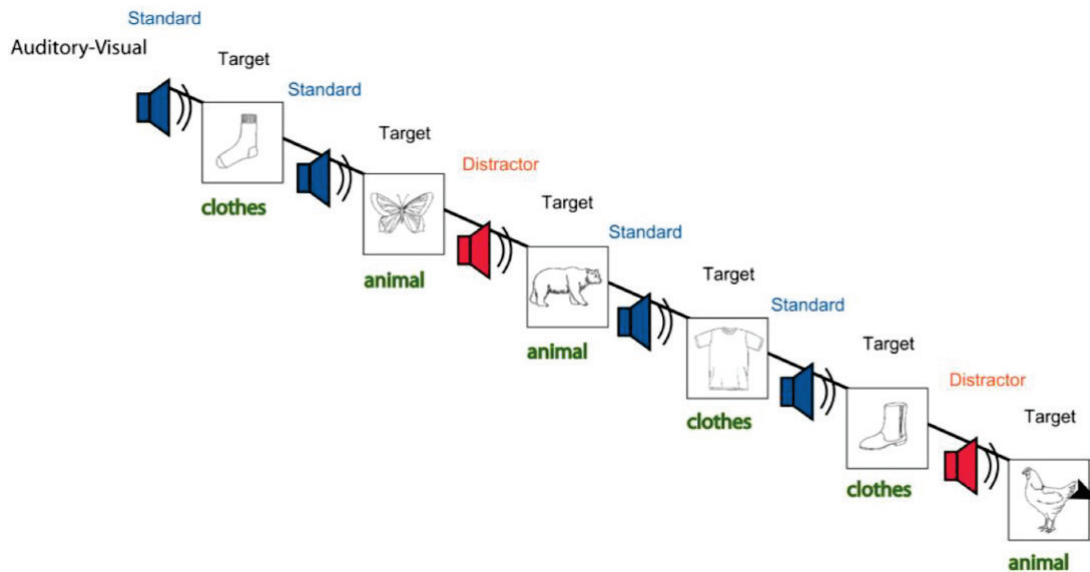 Standard
Auditory-Visual
Target
Standard
clothes
Target
Distractor
animal
Target
Standard
animal
Target
Standard
clothes
Target
Distractor
clothes
Target
animal